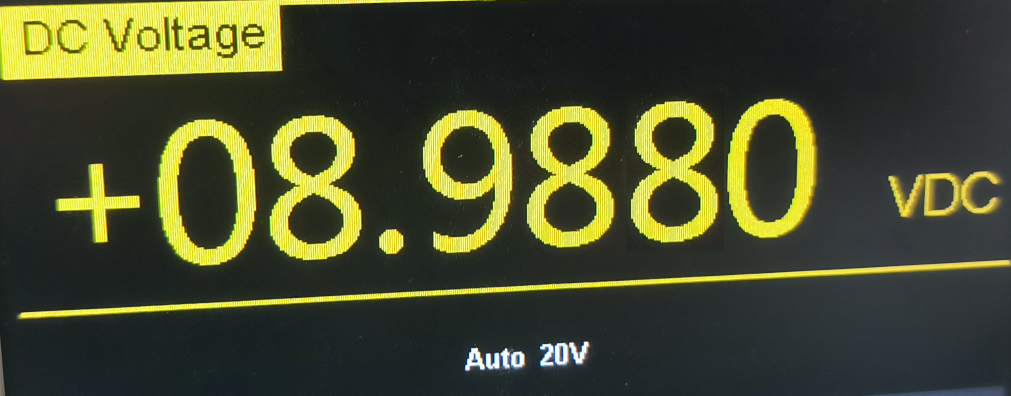 DC Voltage
+08.9880 VDC
Auto 20V